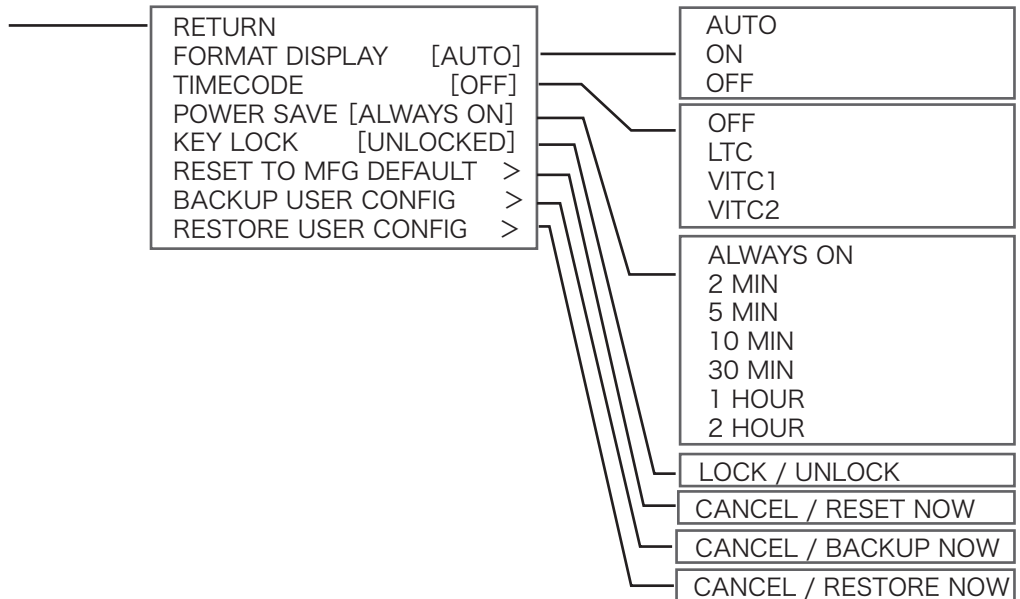 RETURN
FORMAT DISPLAY [AUTO]
TIMECODE [OFF]
POWER SAVE [ALWAYS ON]
KEY LOCK [UNLOCKED]
RESET TO MFG DEFAULT >
BACKUP USER CONFIG >
RESTORE USER CONFIG >
AUTO
ON
OFF
OFF
LTC
VITC1
VITC2
ALWAYS ON
2 MIN
5 MIN
10 MIN
30 MIN
1 HOUR
2 HOUR
LOCK / UNLOCK
CANCEL / RESET NOW
CANCEL / BACKUP NOW
CANCEL / RESTORE NOW